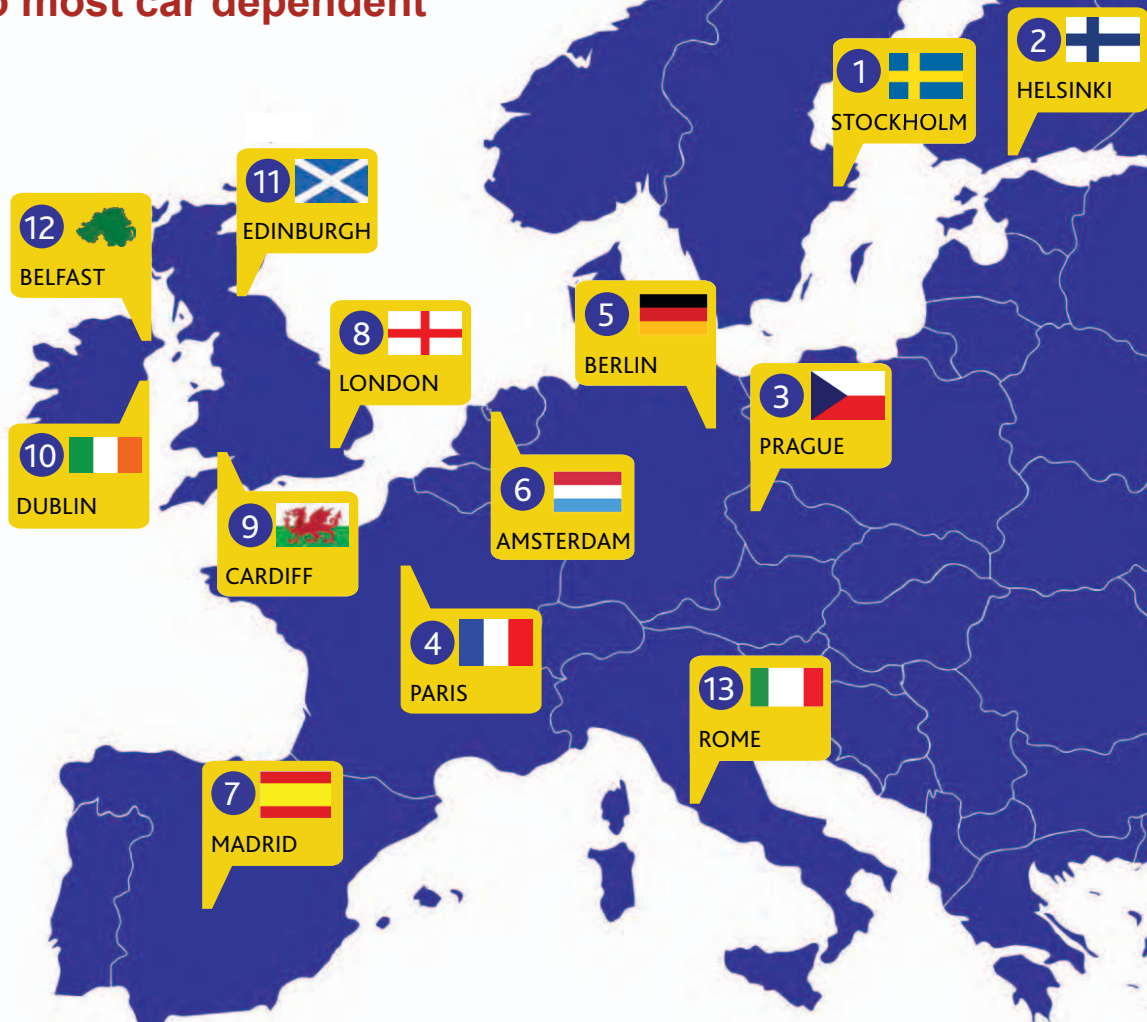 most car dependent
1
STOCKHOLM
2
HELSINKI
11
EDINBURGH
12
BELFAST
8
LONDON
5
BERLIN
3
PRAGUE
10
DUBLIN
9
CARDIFF
6
AMSTERDAM
4
PARIS
13
ROME
7
MADRID